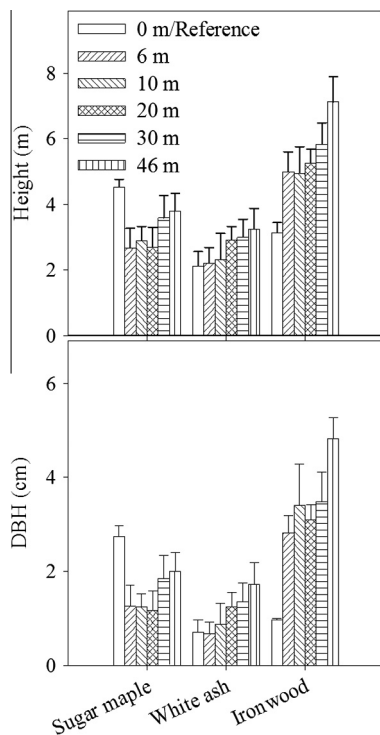 0 m/Reference
6 m
10 m
20 m
30 m
46 m
Height (m)
8
6
4
2
0
DBH (cm)
6
4
2
0
Sugar maple
White ash
Ironwood